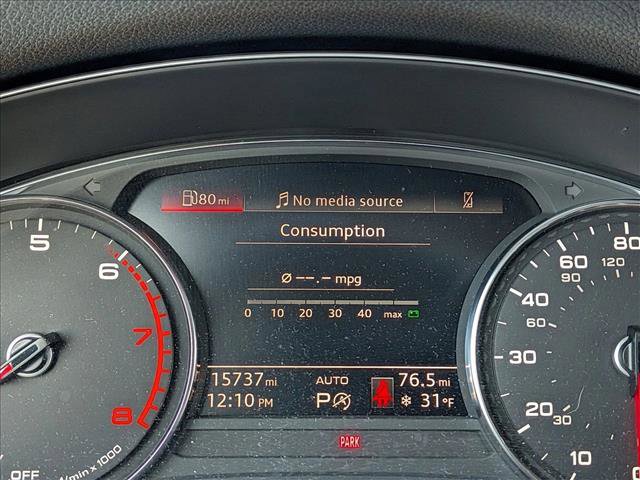 80 mi
No media source
Consumption
Ø --.- mpg
0 10 20 30 40 max
15737 mi AUTO 76.5 mi
12:10 PM P A ❄ 31°F
PARK
5 6 7 8
OFF 1/min x 1000
0 10 20 30 40 60 80
30 60 90 120